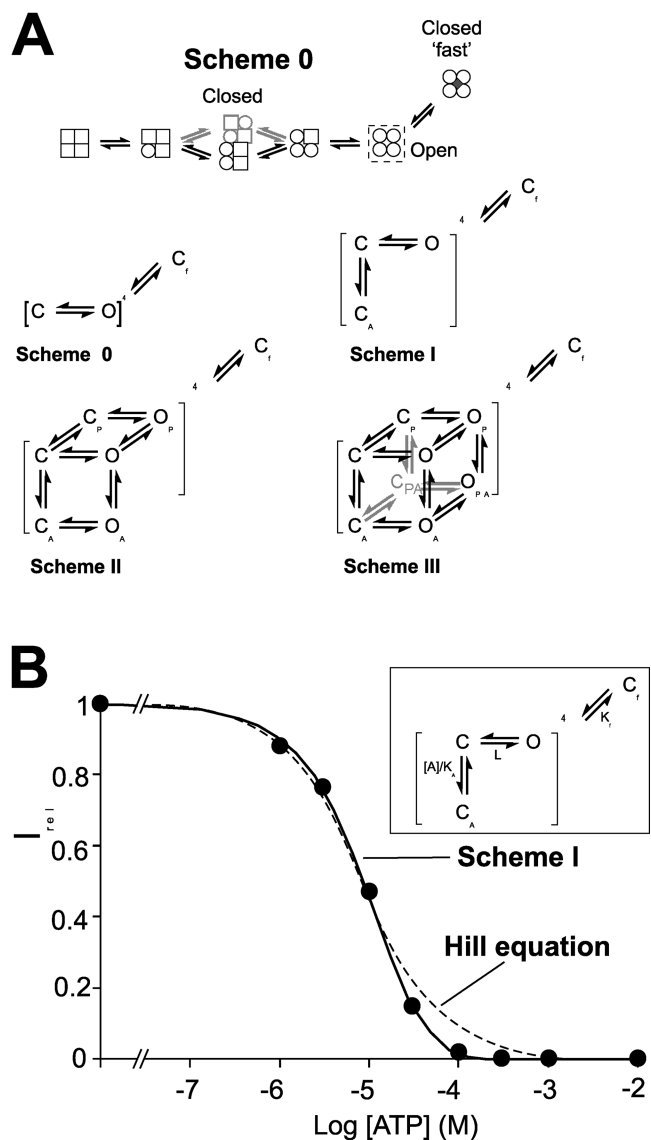 A
Scheme 0
Closed
'fast'
Closed
Open
C
f
4
C O
C
A
Scheme I
C
f
4
[C O]
Scheme 0
C
f
4
C
P
O
P
C O
C
A
O
A
Scheme II
C
f
4
C
P
O
P
C O
CPA
O
PA
C
A
O
A
Scheme III
B
C
f
4
K
f
C O
L
[A]/K
A
C
A
1
0.8
0.6
0.4
0.2
0
I
rel
Scheme I
Hill equation
-7 -6 -5 -4 -3 -2
Log [ATP] (M)